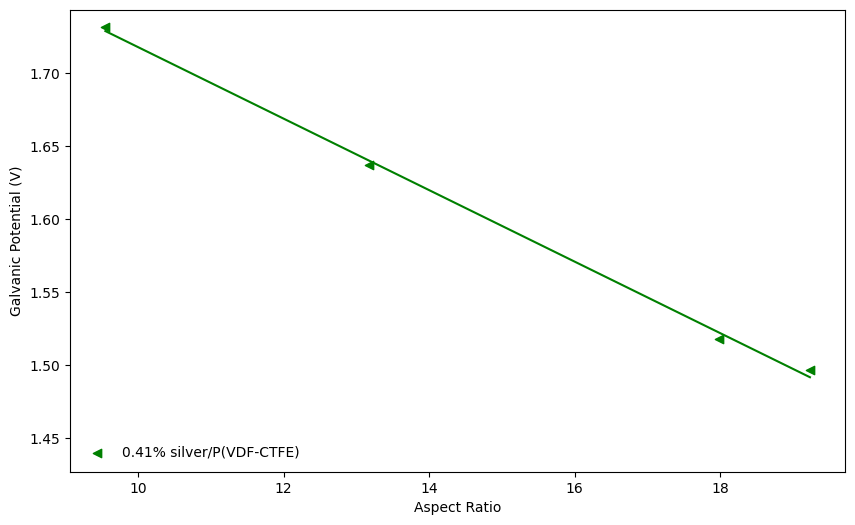 1.70
1.65
1.60
1.55
1.50
1.45
Galvanic Potential (V)
0.41% silver/P(VDF-CTFE)
10 12 14 16 18
Aspect Ratio